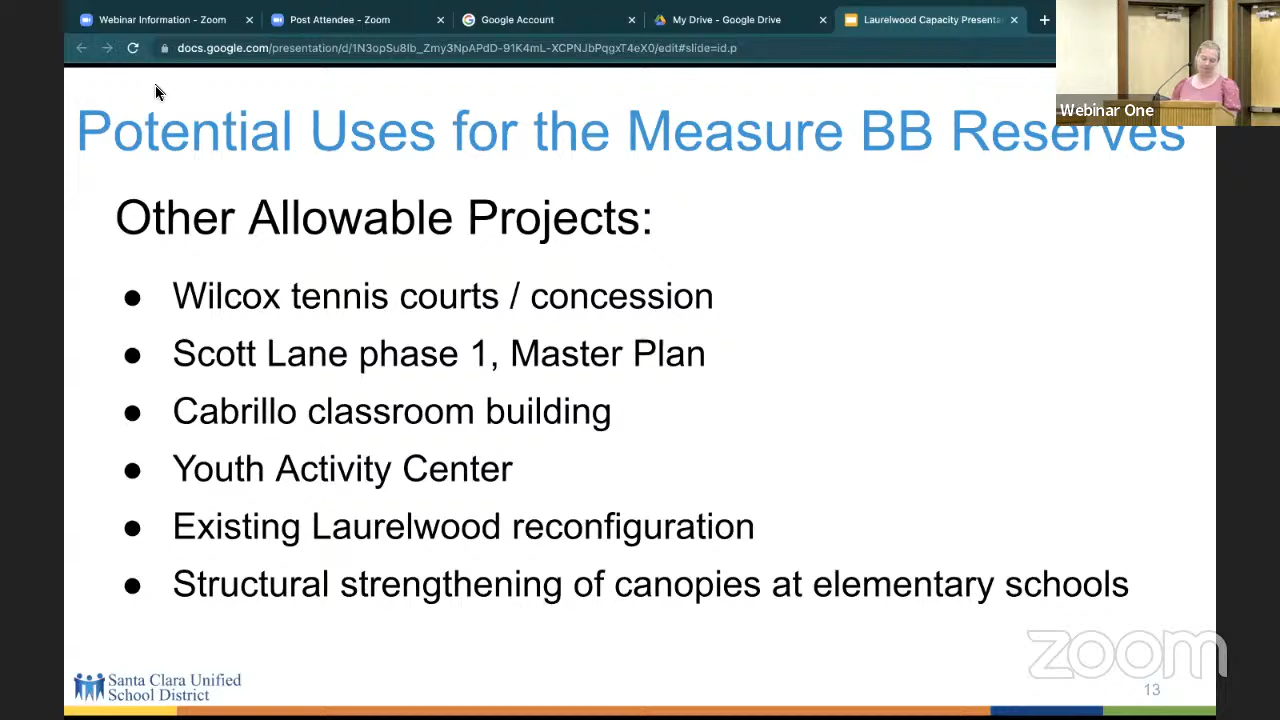 Webinar Information - Zoom
Post Attendee - Zoom
Google Account
My Drive - Google Drive
Laurelwood Capacity Presenta
docs.google.com/presentation/d/1N3opSu8Ib_Zmy3NpAPdD-91K4mL-XCPNJbPqgxT4eX0/edit#slide=id.p
Webinar One
Potential Uses for the Measure BB Reserves
Other Allowable Projects:
● Wilcox tennis courts / concession
● Scott Lane phase 1, Master Plan
● Cabrillo classroom building
● Youth Activity Center
● Existing Laurelwood reconfiguration
● Structural strengthening of canopies at elementary schools
zoom
Santa Clara Unified
School District
13